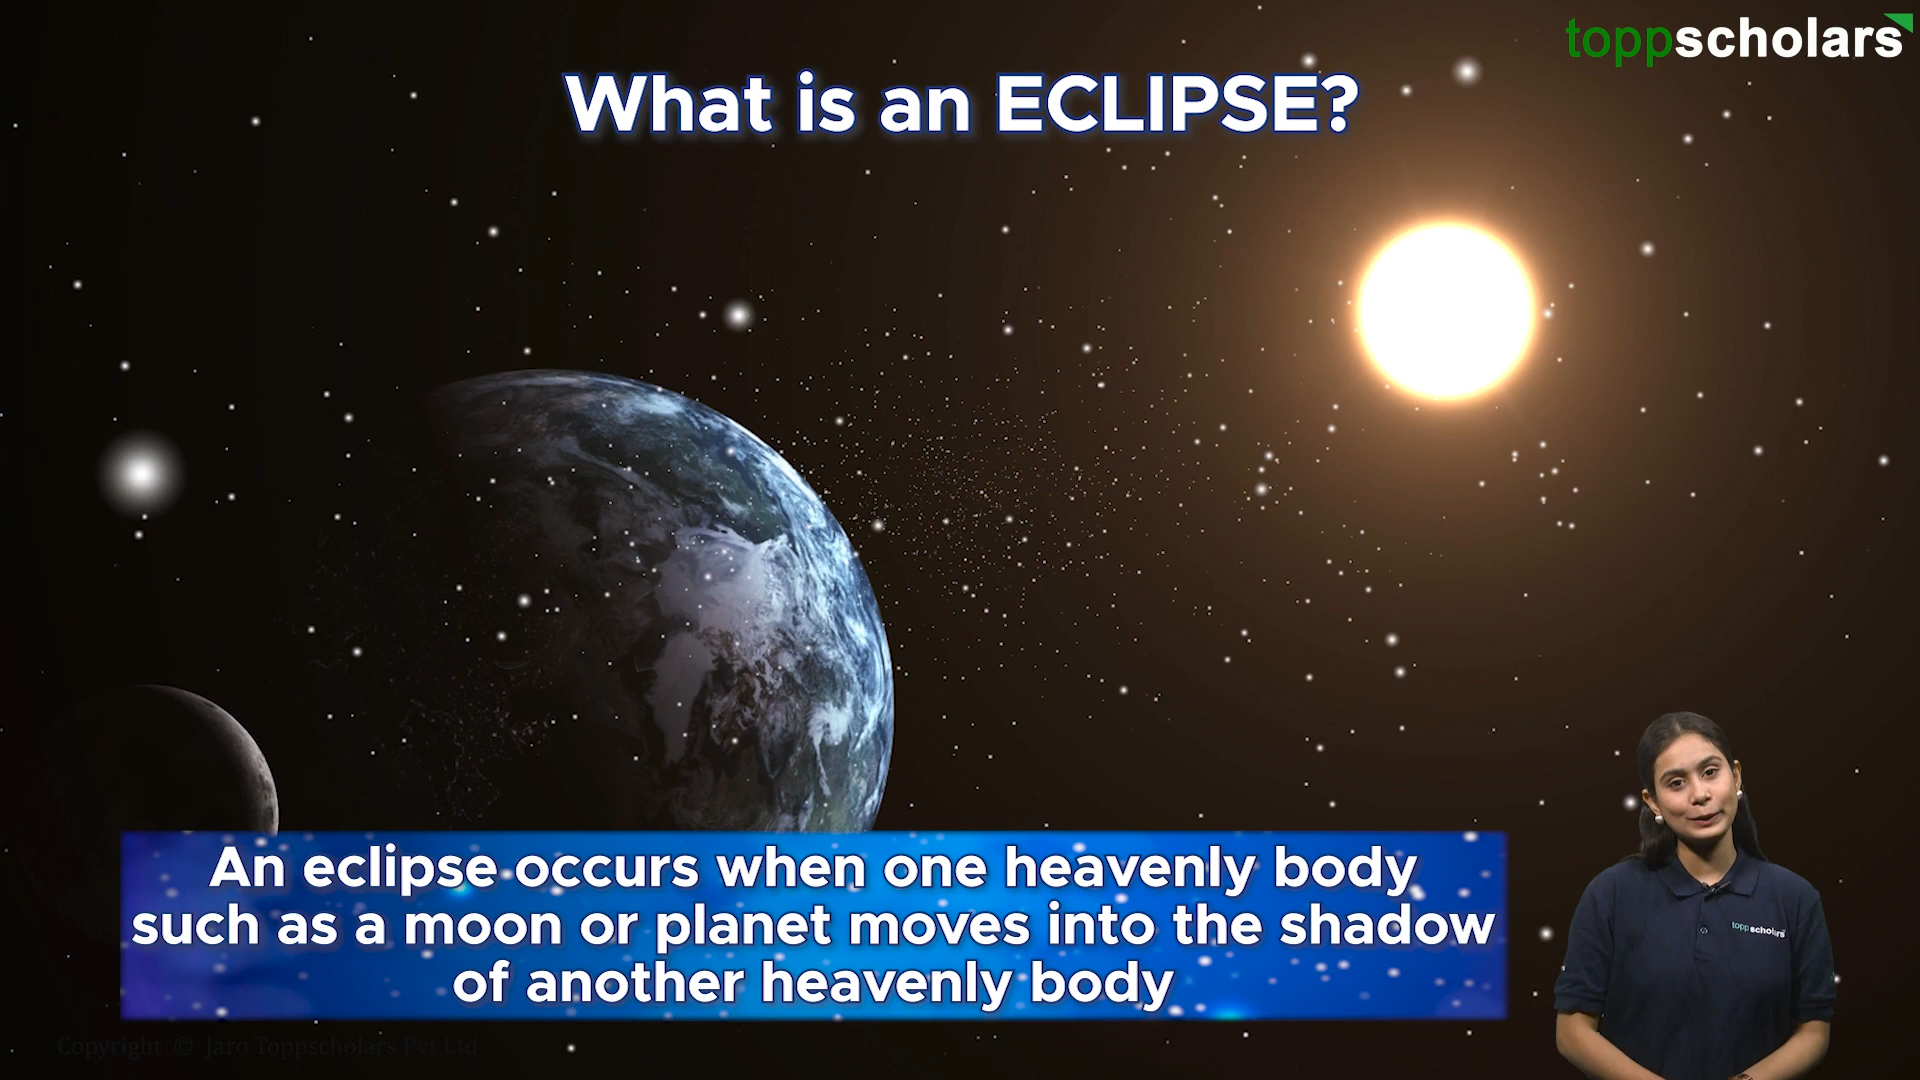 toppscholars
What is an ECLIPSE?
An eclipse occurs when one heavenly body
such as a moon or planet moves into the shadow
of another heavenly body
toppscholars
Copyright © Jaro Toppscholars Pvt Ltd